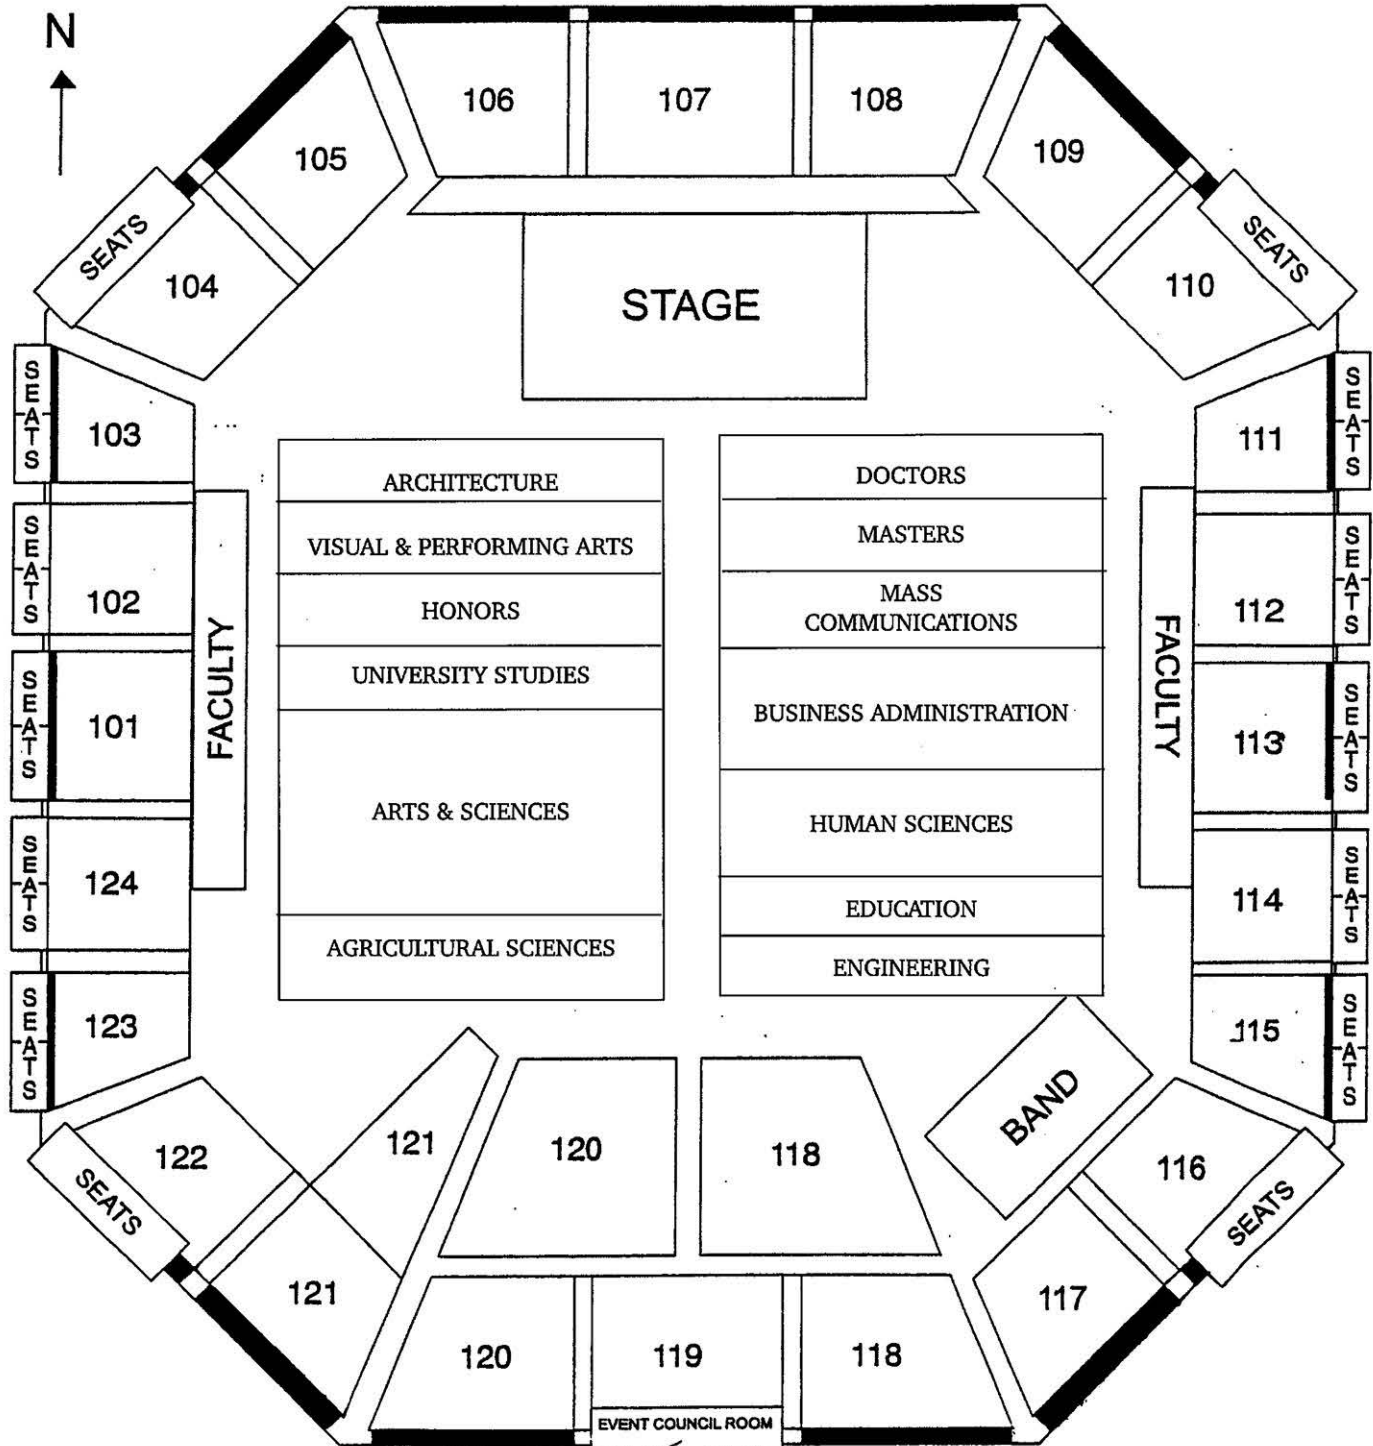 N
106
107
108
105
109
SEATS
104
STAGE
110
SEATS
SEATS
103
111
SEATS
ARCHITECTURE
DOCTORS
SEATS
102
FACULTY
VISUAL & PERFORMING ARTS
MASTERS
FACULTY
112
SEATS
HONORS
MASS
COMMUNICATIONS
UNIVERSITY STUDIES
SEATS
101
BUSINESS ADMINISTRATION
113
SEATS
ARTS & SCIENCES
HUMAN SCIENCES
SEATS
124
EDUCATION
114
SEATS
AGRICULTURAL SCIENCES
ENGINEERING
SEATS
123
115
SEATS
BAND
122
121
120
118
116
SEATS
SEATS
121
117
120
119
118
EVENT COUNCIL ROOM